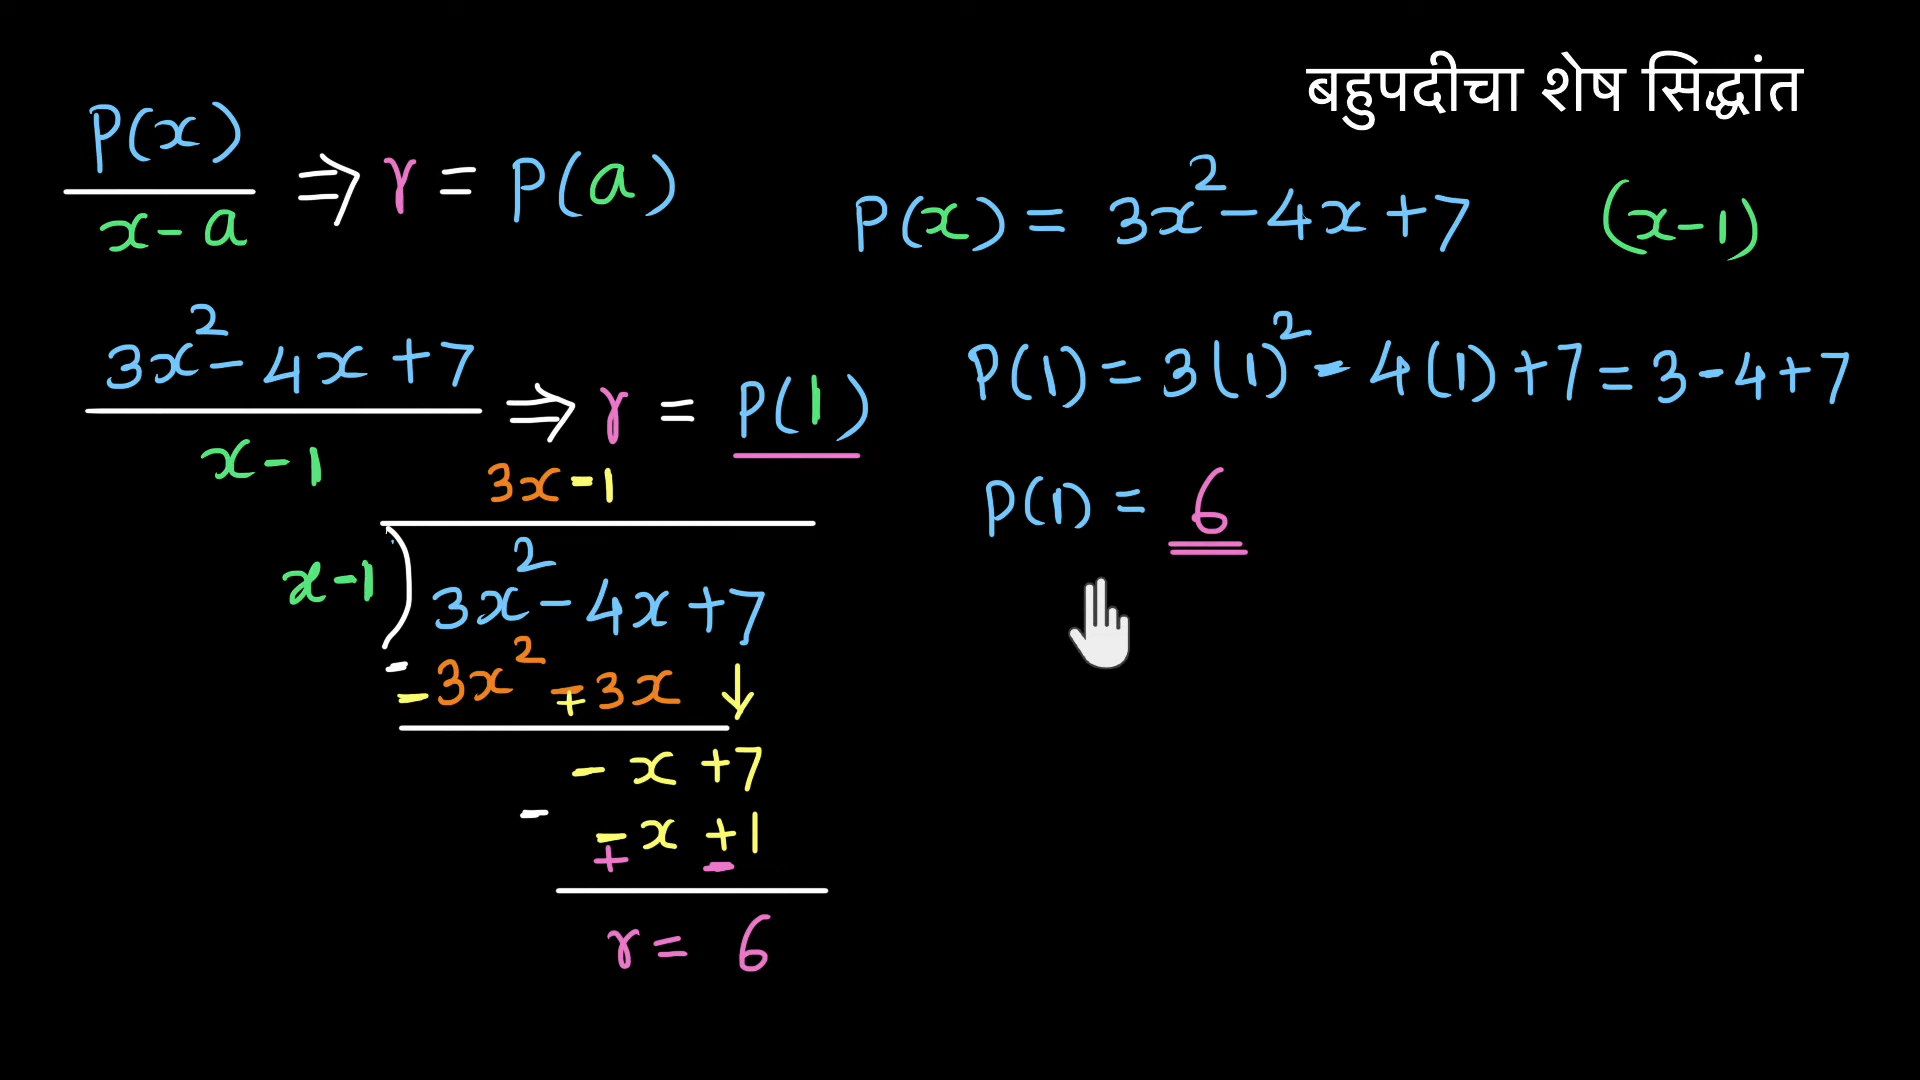 बहुपदीचा शेष सिद्धांत
P(x) / x-a ⇒ r = P(a)
P(x) = 3x² - 4x + 7 (x-1)
3x² - 4x + 7 / x-1 ⇒ r = P(1)
P(1) = 3(1)² - 4(1) + 7 = 3 - 4 + 7
P(1) = 6
3x - 1
x-1 ) 3x² - 4x + 7
- - 3x² - + 3x ↓
- x + 7
- - x + 1
+ -
r = 6